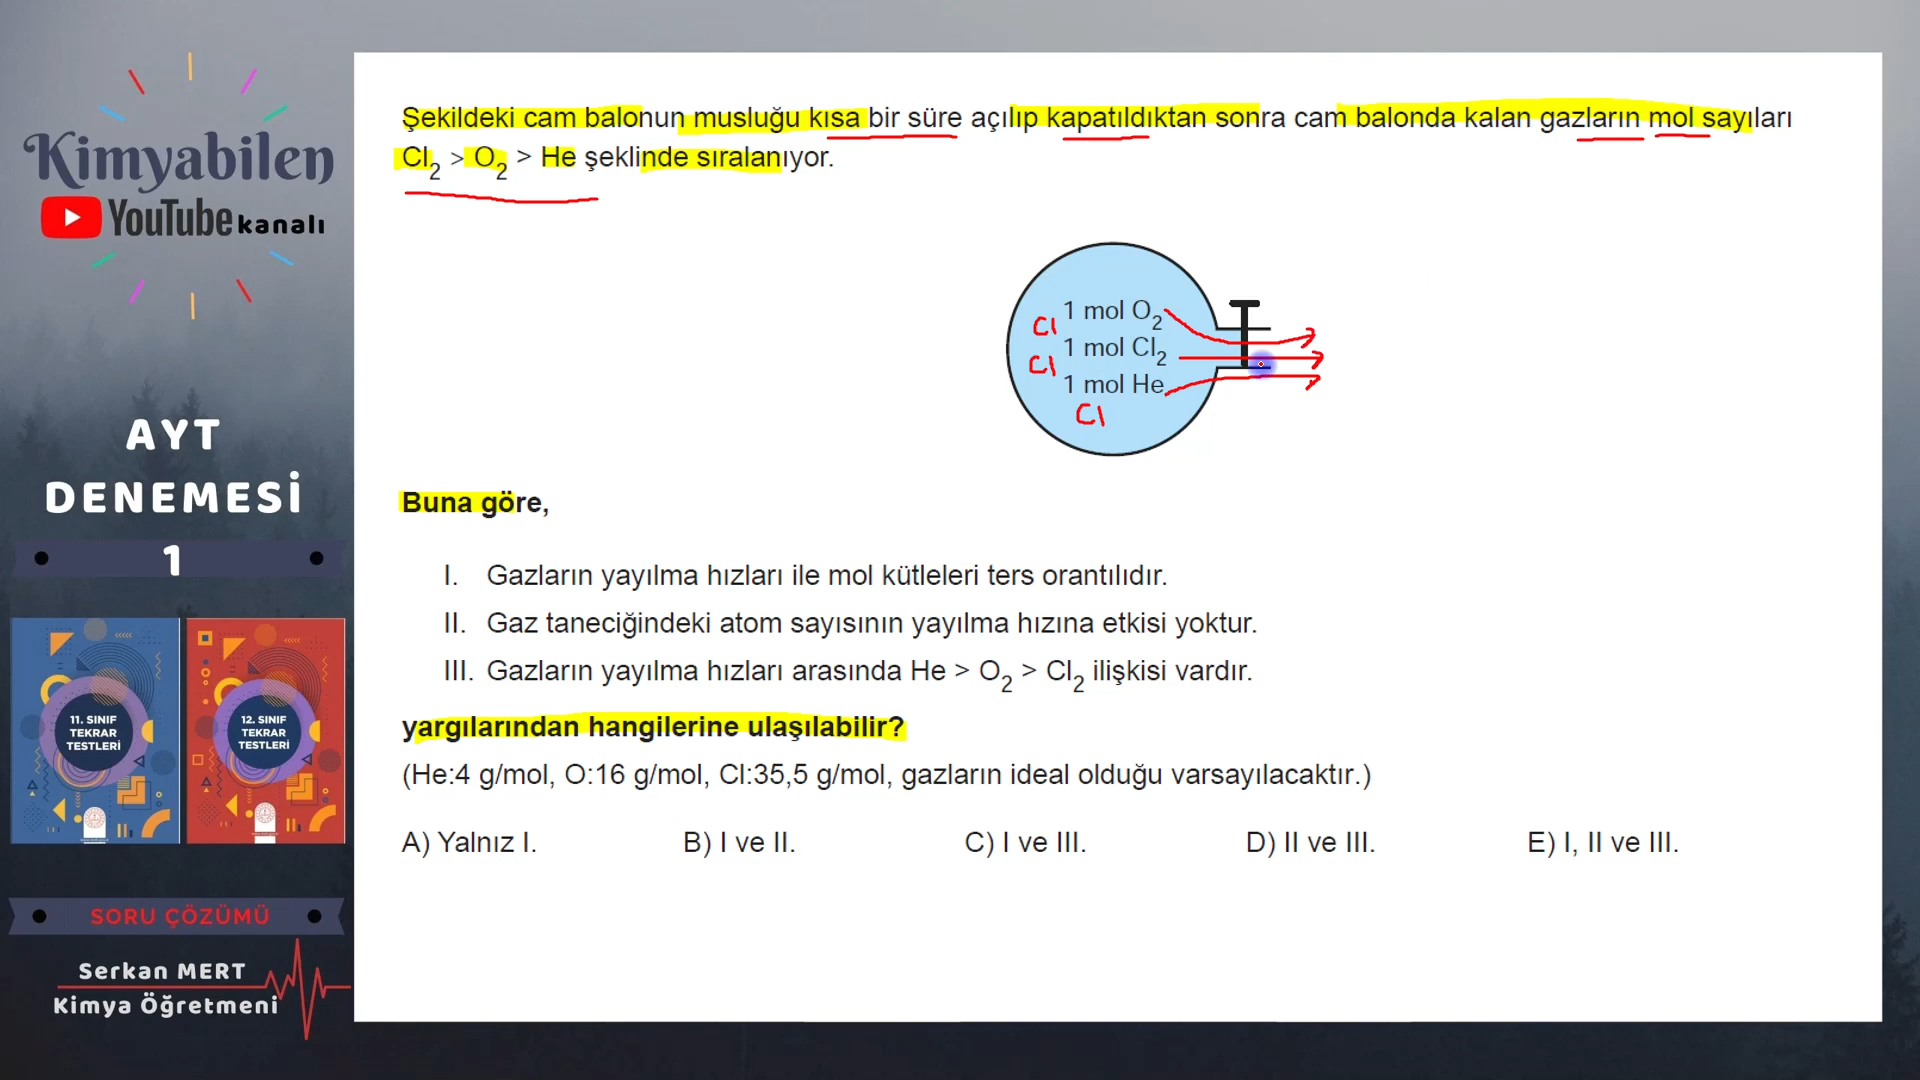 Kimyabilen
YouTube kanalı
AYT
DENEMESİ
1
11. SINIF
TEKRAR
TESTLERİ
12. SINIF
TEKRAR
TESTLERİ
SORU ÇÖZÜMÜ
Serkan MERT
Kimya Öğretmeni
Şekildeki cam balonun musluğu kısa bir süre açılıp kapatıldıktan sonra cam balonda kalan gazların mol sayıları
Cl₂ > O₂ > He şeklinde sıralanıyor.
1 mol O₂
Cl
1 mol Cl₂
Cl
1 mol He
Cl
Buna göre,
I. Gazların yayılma hızları ile mol kütleleri ters orantılıdır.
II. Gaz taneciğindeki atom sayısının yayılma hızına etkisi yoktur.
III. Gazların yayılma hızları arasında He > O₂ > Cl₂ ilişkisi vardır.
yargılarından hangilerine ulaşılabilir?
(He:4 g/mol, O:16 g/mol, Cl:35,5 g/mol, gazların ideal olduğu varsayılacaktır.)
A) Yalnız I. B) I ve II. C) I ve III. D) II ve III. E) I, II ve III.